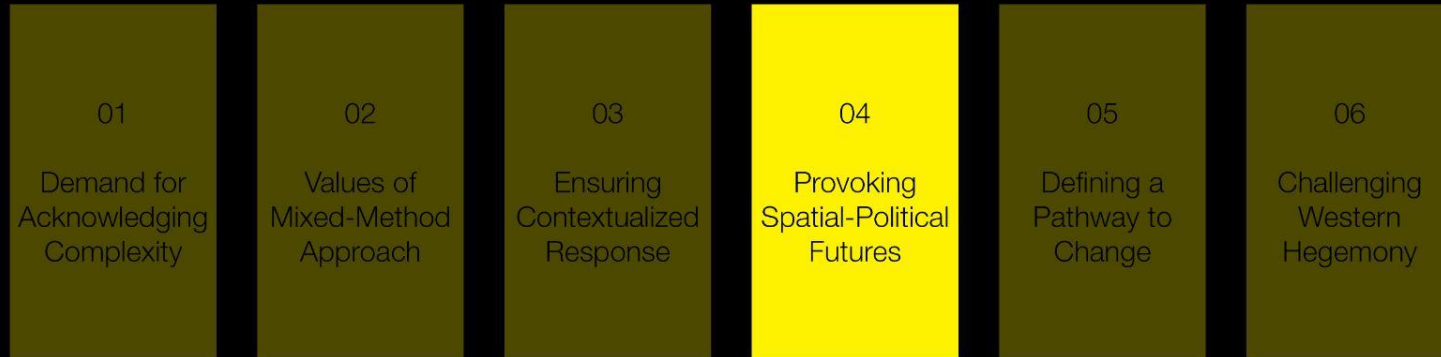 01
Demand for
Acknowledging
Complexity
02
Values of
Mixed-Method
Approach
03
Ensuring
Contextualized
Response
04
Provoking
Spatial-Political
Futures
05
Defining a
Pathway to
Change
06
Challenging
Western
Hegemony